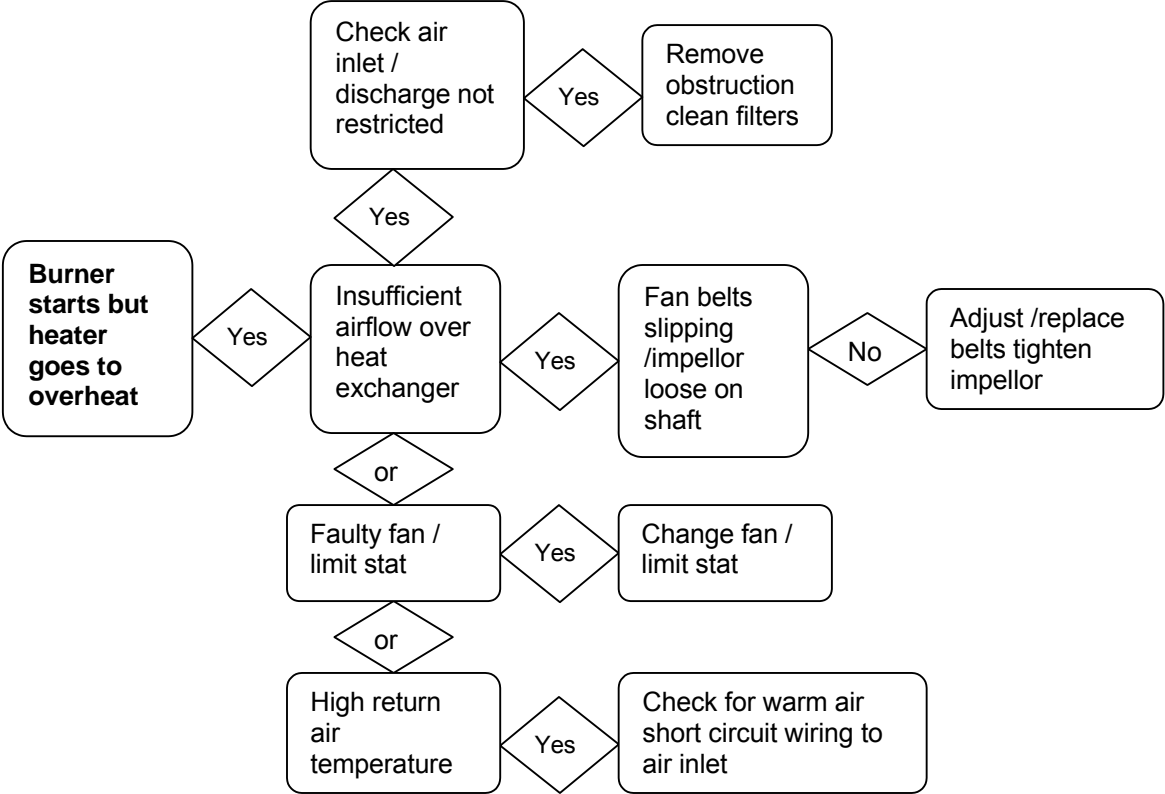 Check air
inlet /
discharge not
restricted
Yes
Remove
obstruction
clean filters
Yes
Burner
starts but
heater
goes to
overheat
Yes
Insufficient
airflow over
heat
exchanger
Yes
Fan belts
slipping
/impellor
loose on
shaft
No
Adjust /replace
belts tighten
impellor
or
Faulty fan /
limit stat
Yes
Change fan /
limit stat
or
High return
air
temperature
Yes
Check for warm air
short circuit wiring to
air inlet